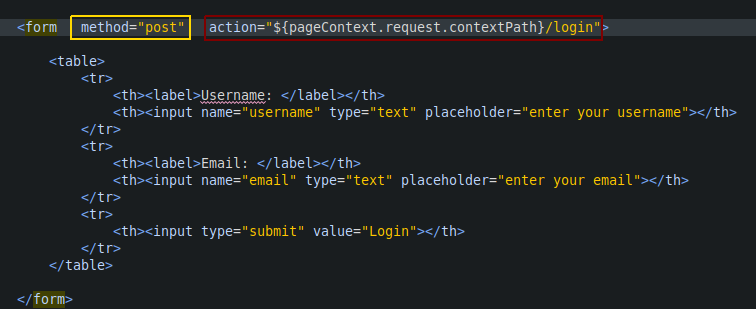 <form method="post" action="${pageContext.request.contextPath}/login">
<table>
<tr>
<th><label>Username: </label></th>
<th><input name="username" type="text" placeholder="enter your username"></th>
</tr>
<tr>
<th><label>Email: </label></th>
<th><input name="email" type="text" placeholder="enter your email"></th>
</tr>
<tr>
<th><input type="submit" value="Login"></th>
</tr>
</table>
</form>